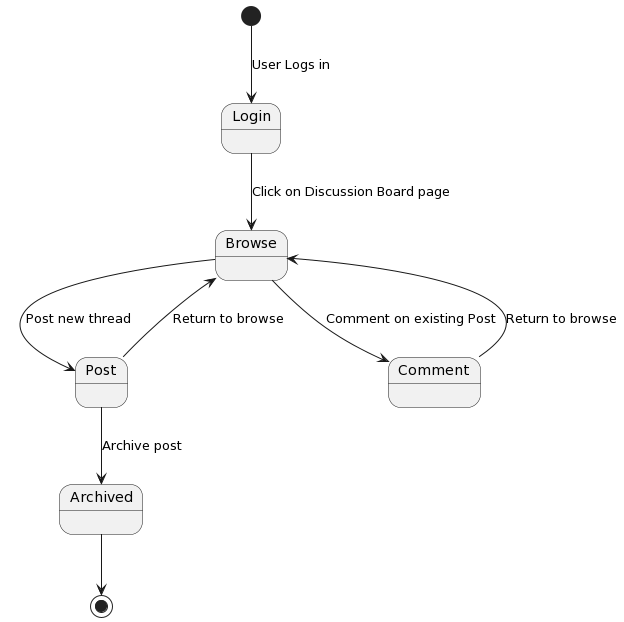 User Logs in
Login
Click on Discussion Board page
Browse
Post new thread
Return to browse
Comment on existing Post
Return to browse
Post
Comment
Archive post
Archived